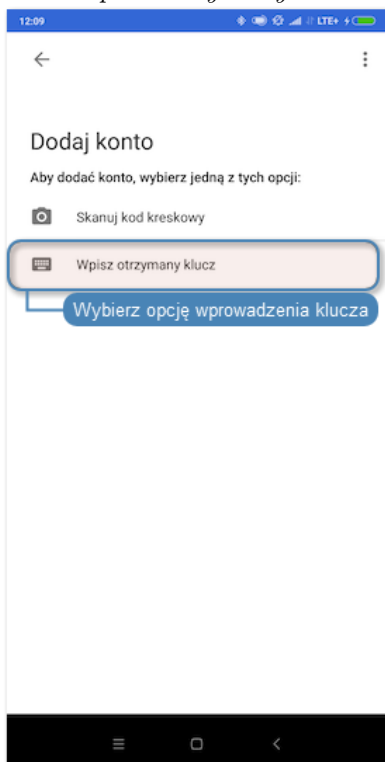 12:09
LTE+
Dodaj konto
Aby dodać konto, wybierz jedną z tych opcji:
Skanuj kod kreskowy
Wpisz otrzymany klucz
Wybierz opcję wprowadzenia klucza